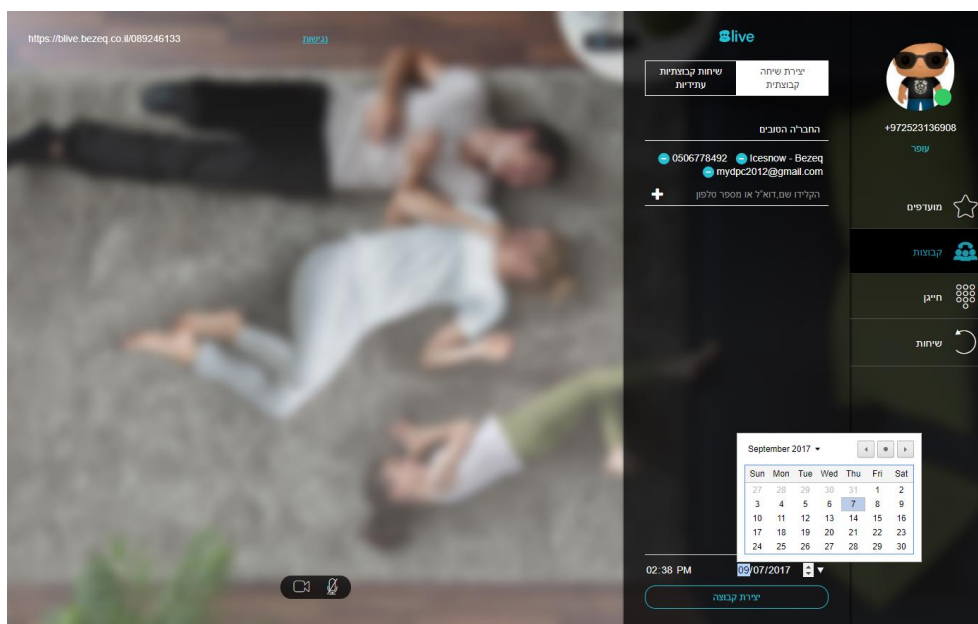 https://blive.bezeq.co.il/089246133
נגישות
Blive
יצירת שיחה
קבוצתית
שיחות קבוצתיות
עתידיות
החבר'ה הטובים
Icesnow - Bezeq
0506778492
mydpc2012@gmail.com
הקלידו שם,דוא"ל או מספר טלפון
+972523136908
עופר
מועדפים
קבוצות
חייגן
שיחות
September 2017
Sun Mon Tue Wed Thu Fri Sat
27 28 29 30 31 1 2
3 4 5 6 7 8 9
10 11 12 13 14 15 16
17 18 19 20 21 22 23
24 25 26 27 28 29 30
02:38 PM
09/07/2017
יצירת קבוצה